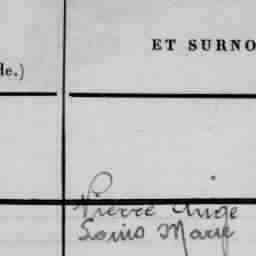 ET SURNO
de.)
Pierre Ange
Louis Marie